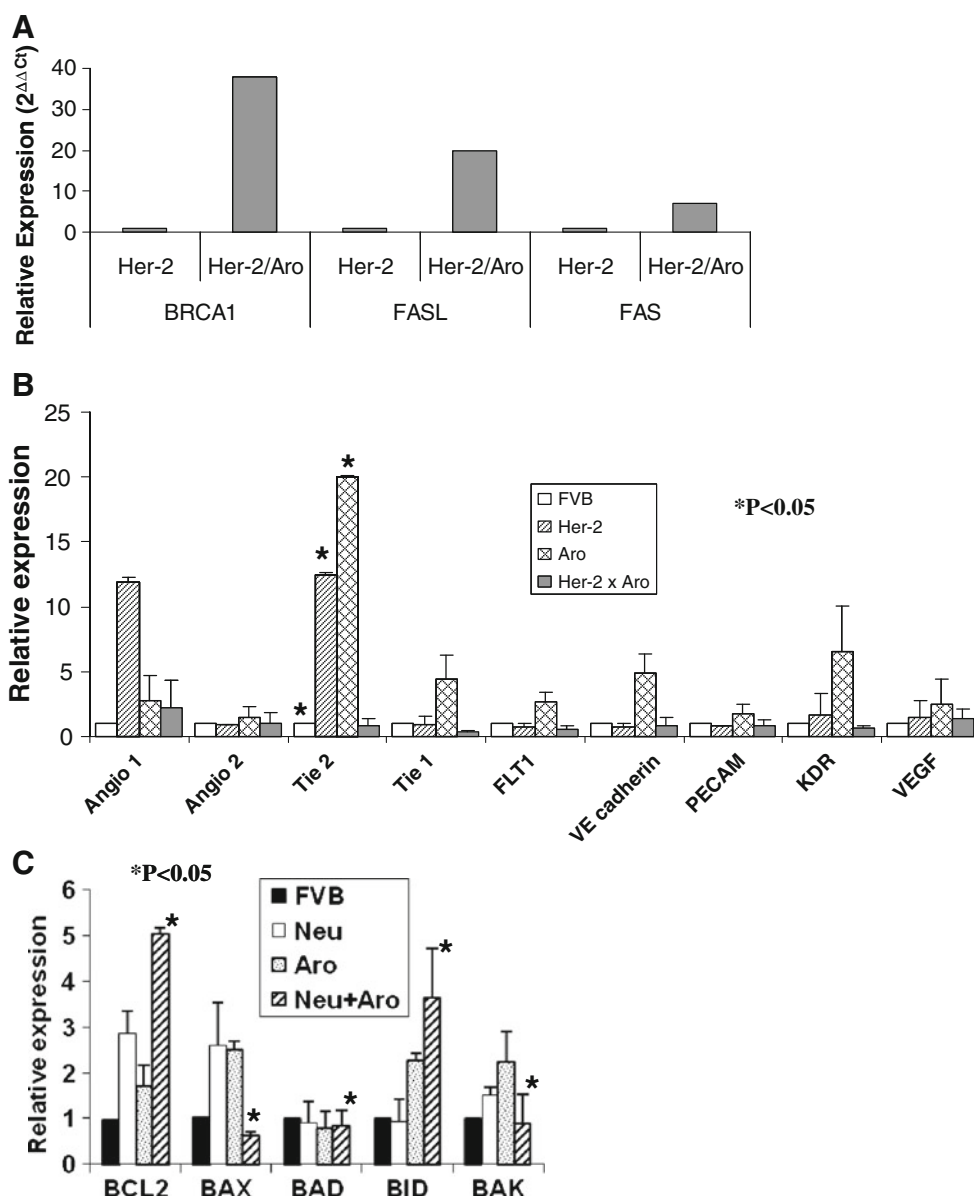 A
Relative Expression (2^ΔΔCt)
40
30
20
10
0
Her-2 Her-2/Aro Her-2 Her-2/Aro Her-2 Her-2/Aro
BRCA1 FASL FAS
B
Relative expression
25
20
15
10
5
0
* * *
FVB
Her-2
Aro
Her-2 x Aro
*P<0.05
Angio 1 Angio 2 Tie 2 Tie 1 FLT1 VE cadherin PECAM KDR VEGF
C
*P<0.05
Relative expression
6
5
4
3
2
1
0
FVB
Neu
Aro
Neu+Aro
* * * * *
BCL2 BAX BAD BID BAK